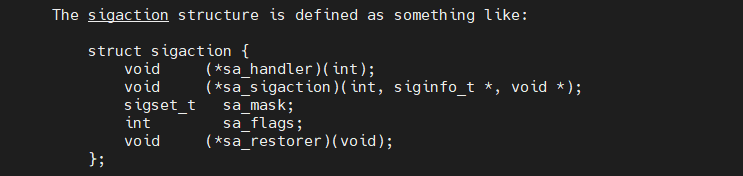 The sigaction structure is defined as something like:
struct sigaction {
void     (*sa_handler)(int);
void     (*sa_sigaction)(int, siginfo_t *, void *);
sigset_t   sa_mask;
int        sa_flags;
void     (*sa_restorer)(void);
};